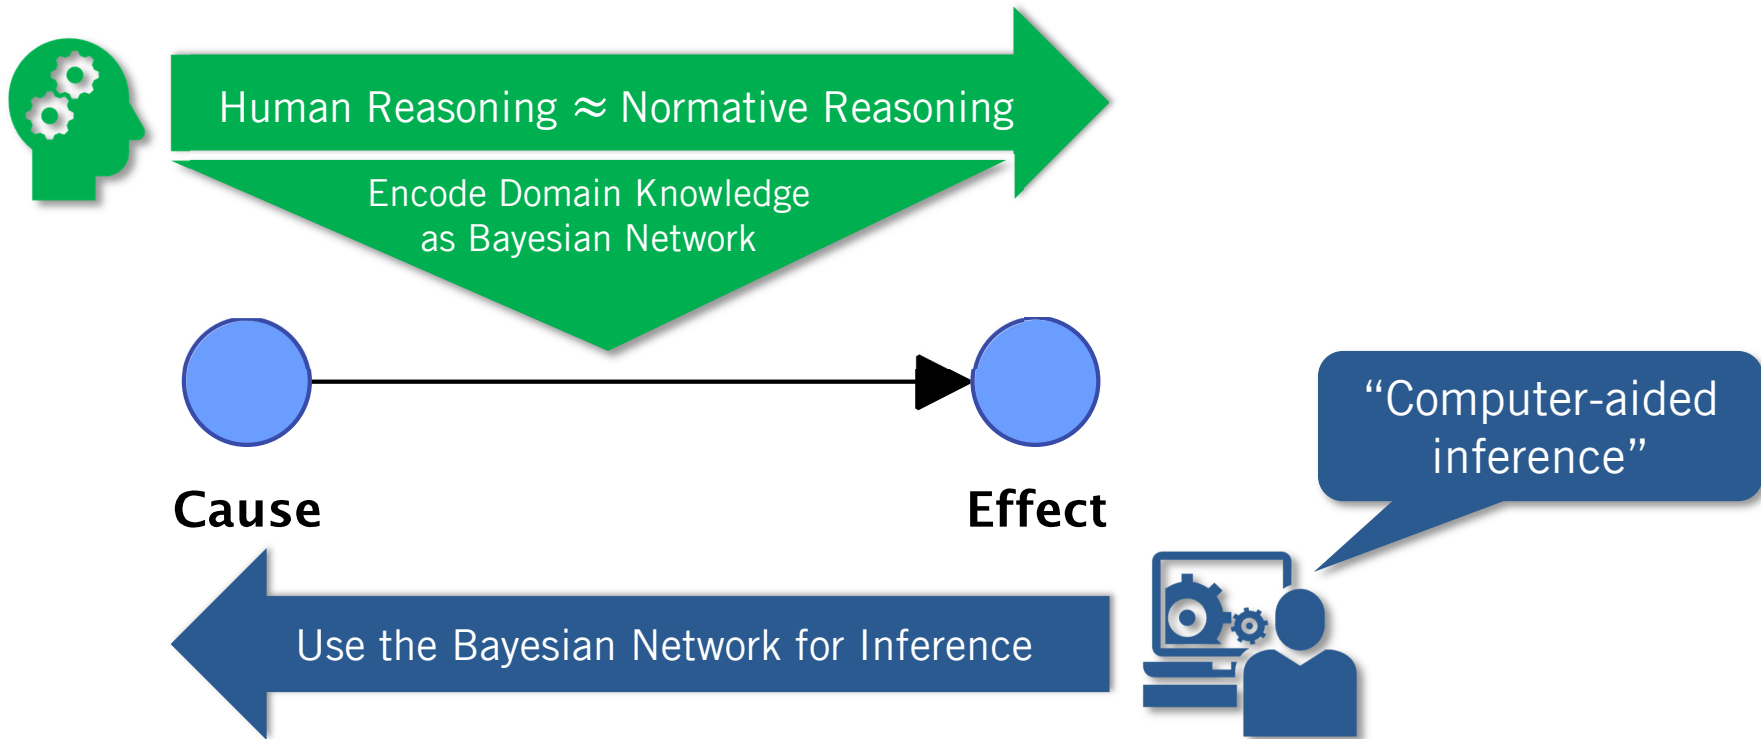 Human Reasoning ≈ Normative Reasoning
Encode Domain Knowledge
as Bayesian Network
“Computer-aided
inference”
Cause
Effect
Use the Bayesian Network for Inference